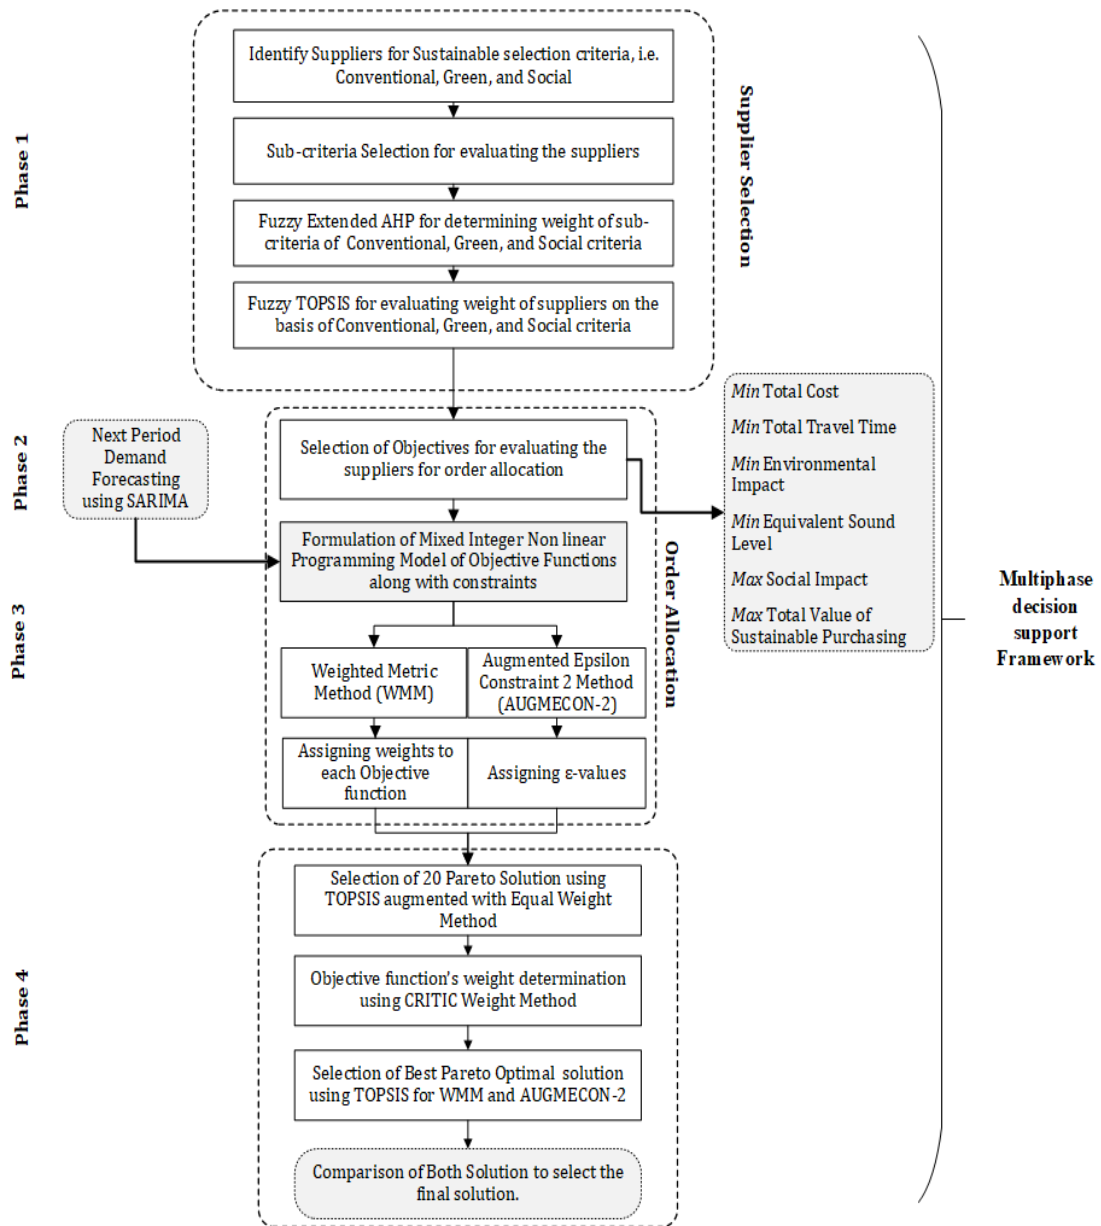 Phase 1
Identify Suppliers for Sustainable selection criteria, i.e.
Conventional, Green, and Social
Sub-criteria Selection for evaluating the suppliers
Fuzzy Extended AHP for determining weight of sub-
criteria of Conventional, Green, and Social criteria
Fuzzy TOPSIS for evaluating weight of suppliers on the
basis of Conventional, Green, and Social criteria
Supplier Selection
Phase 2
Next Period
Demand
Forecasting
using SARIMA
Selection of Objectives for evaluating the
suppliers for order allocation
Min Total Cost
Min Total Travel Time
Min Environmental
Impact
Min Equivalent Sound
Level
Max Social Impact
Max Total Value of
Sustainable Purchasing
Formulation of Mixed Integer Non linear
Programming Model of Objective Functions
along with constraints
Order Allocation
Phase 3
Weighted Metric
Method (WMM)
Augmented Epsilon
Constraint 2 Method
(AUGMECON-2)
Assigning weights to
each Objective
function
Assigning ε-values
Multiphase
decision
support
Framework
Phase 4
Selection of 20 Pareto Solution using
TOPSIS augmented with Equal Weight
Method
Objective function's weight determination
using CRITIC Weight Method
Selection of Best Pareto Optimal solution
using TOPSIS for WMM and AUGMECON-2
Comparison of Both Solution to select the
final solution.